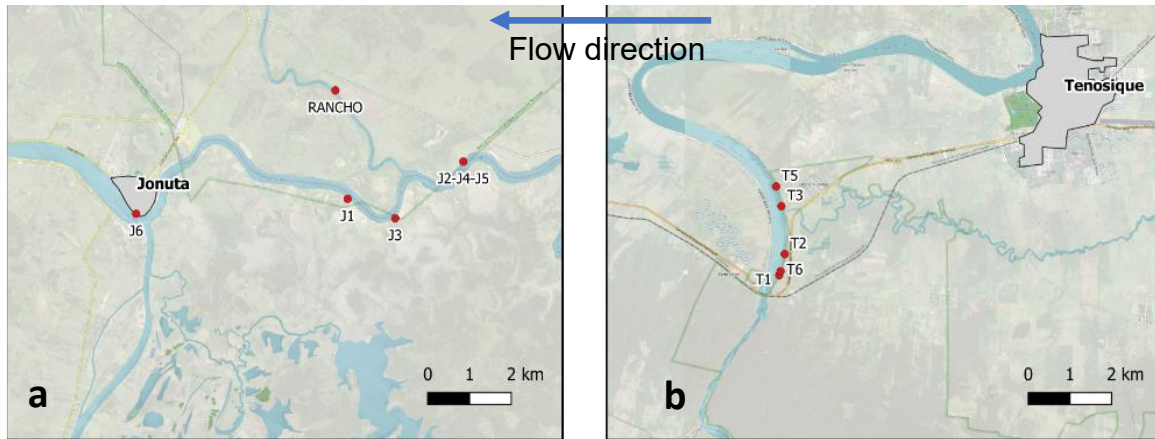 Flow direction
RANCHO
Jonuta
J2-J4-J5
J1
J3
J6
0 1 2 km
a
Tenosique
T5
T3
T2
T6
T1
0 1 2 km
b